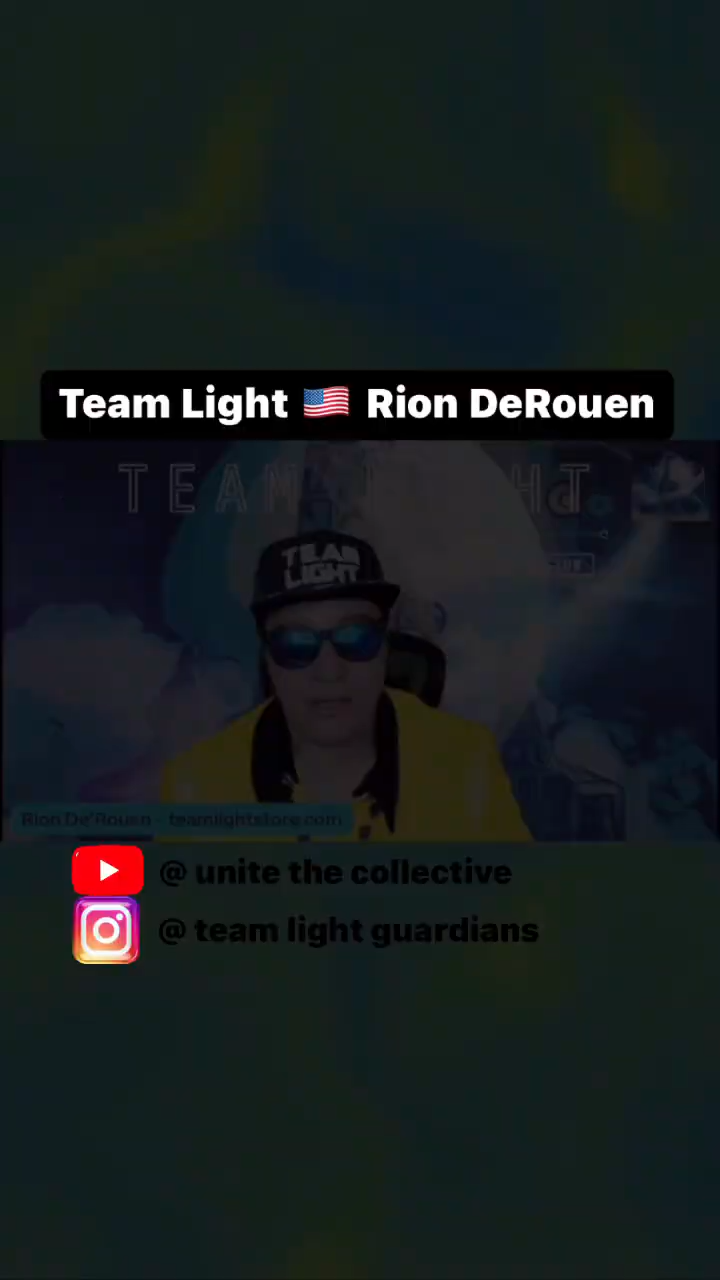 Team Light 🇺🇸 Rion DeRouen
TEAM LIGHT
TEAM
LIGHT
Rion De'Rouen - teamlightstore.com
@ unite the collective
@ team light guardians